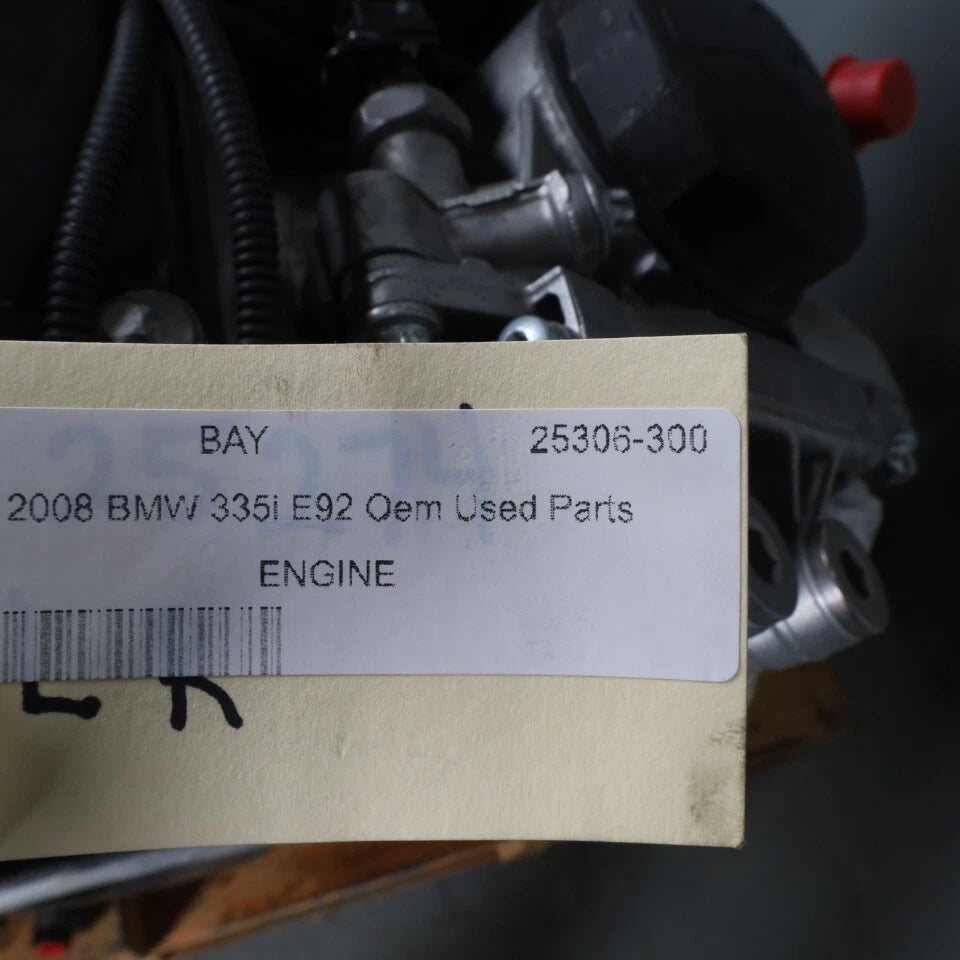 BAY 25306-300
2008 BMW 335i E92 Oem Used Parts
ENGINE